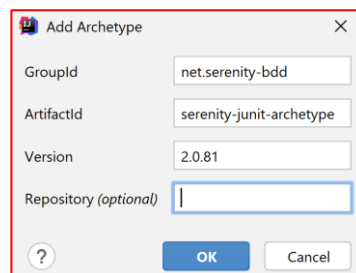 Add Archetype
GroupId net.serenity-bdd
ArtifactId serenity-junit-archetype
Version 2.0.81
Repository (optional)
? OK Cancel